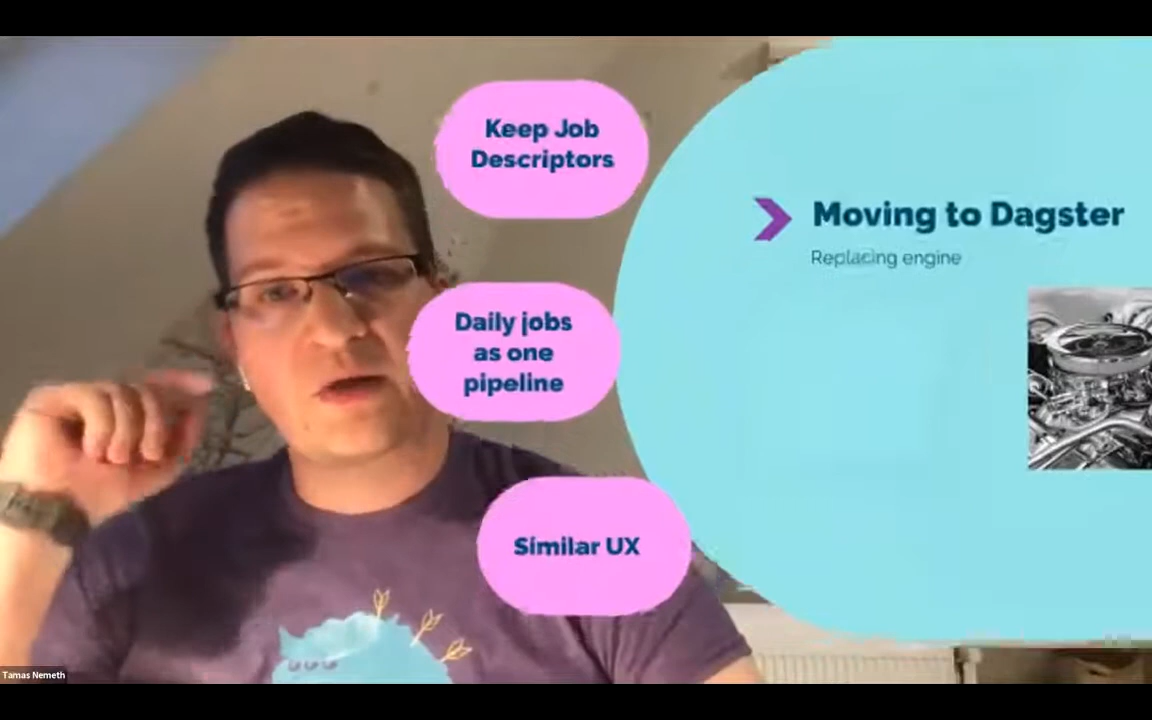 Keep Job
Descriptors
Moving to Dagster
Replacing engine
Daily jobs
as one
pipeline
Similar UX
Tamas Nemeth